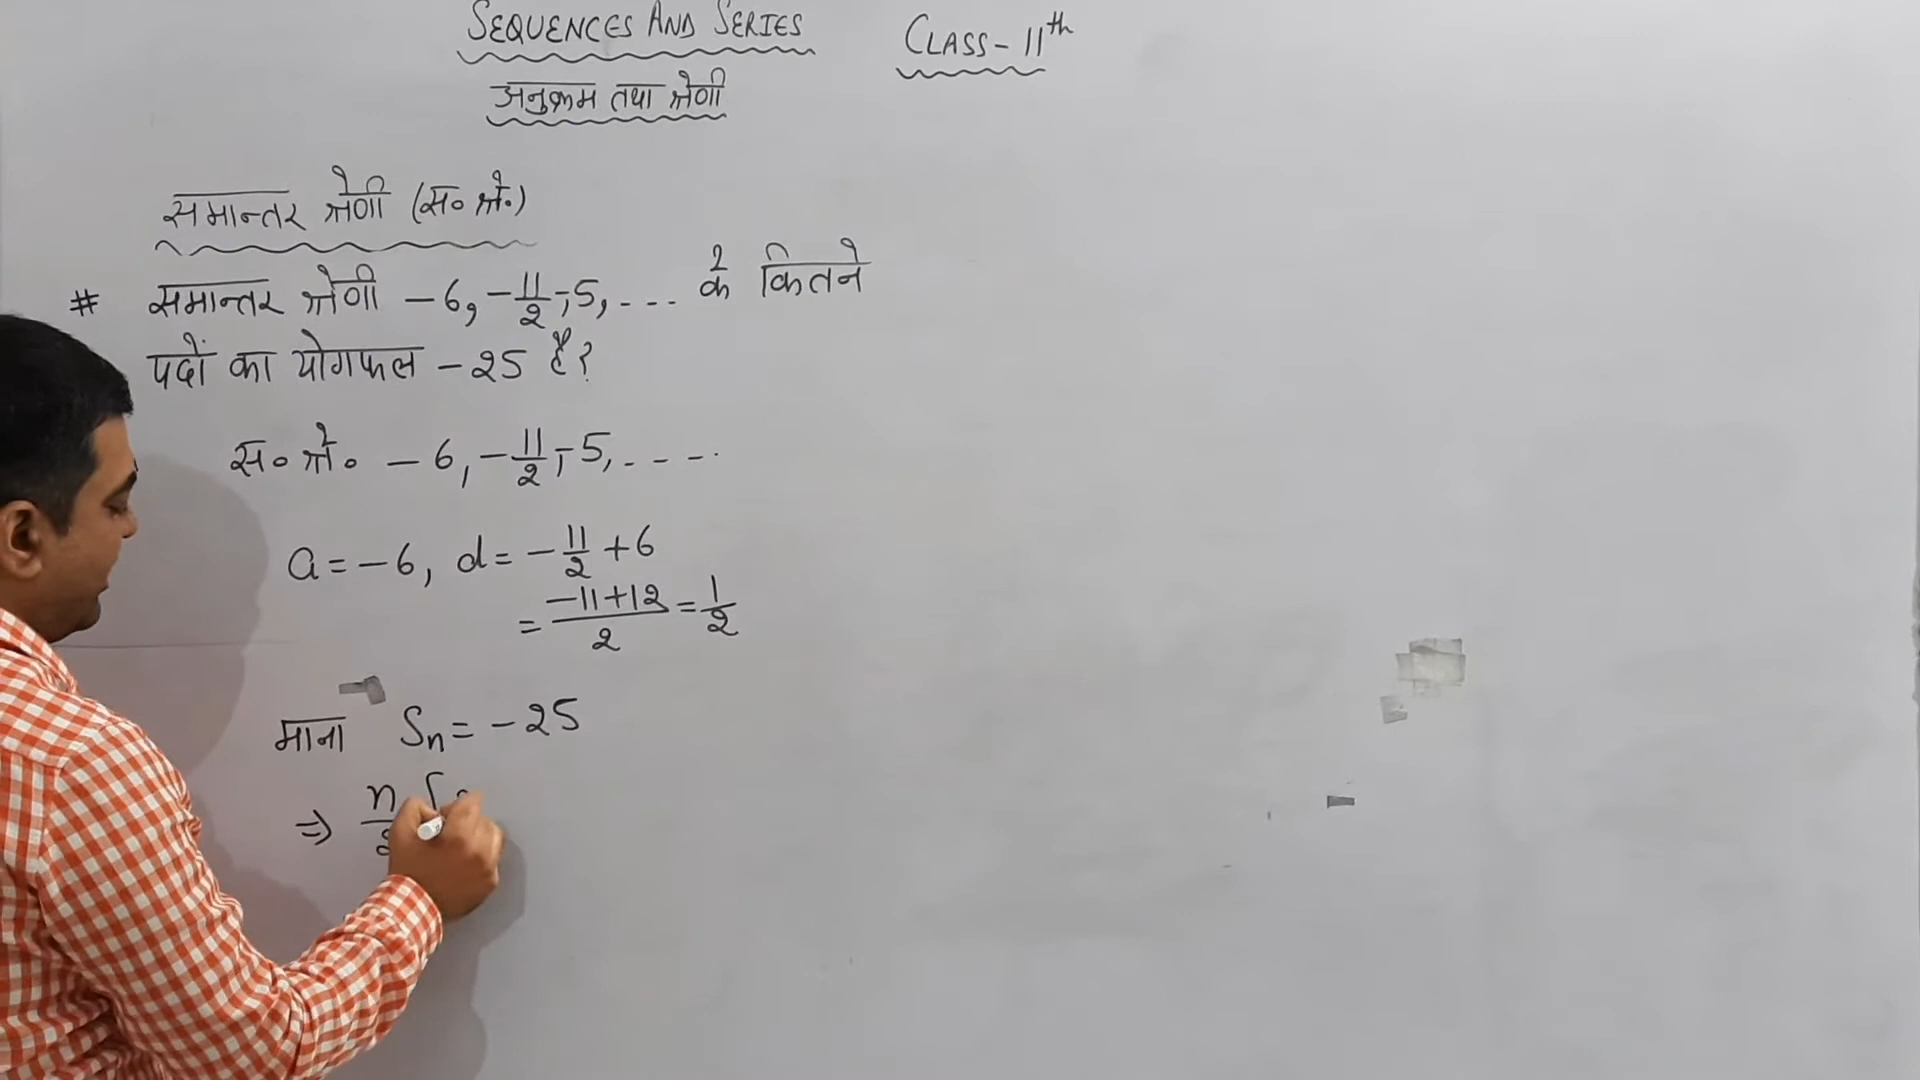 SEQUENCES AND SERIES
CLASS - 11th
अनुक्रम तथा श्रेणी
समान्तर श्रेणी (स० श्रे०)
# समान्तर श्रेणी -6, -11/2, -5, ... के कितने
पदों का योगफल -25 है?
स० श्रे० -6, -11/2, -5, ....
a = -6, d = -11/2 + 6
= (-11+12)/2 = 1/2
माना Sn = -25
⇒ n/2 [